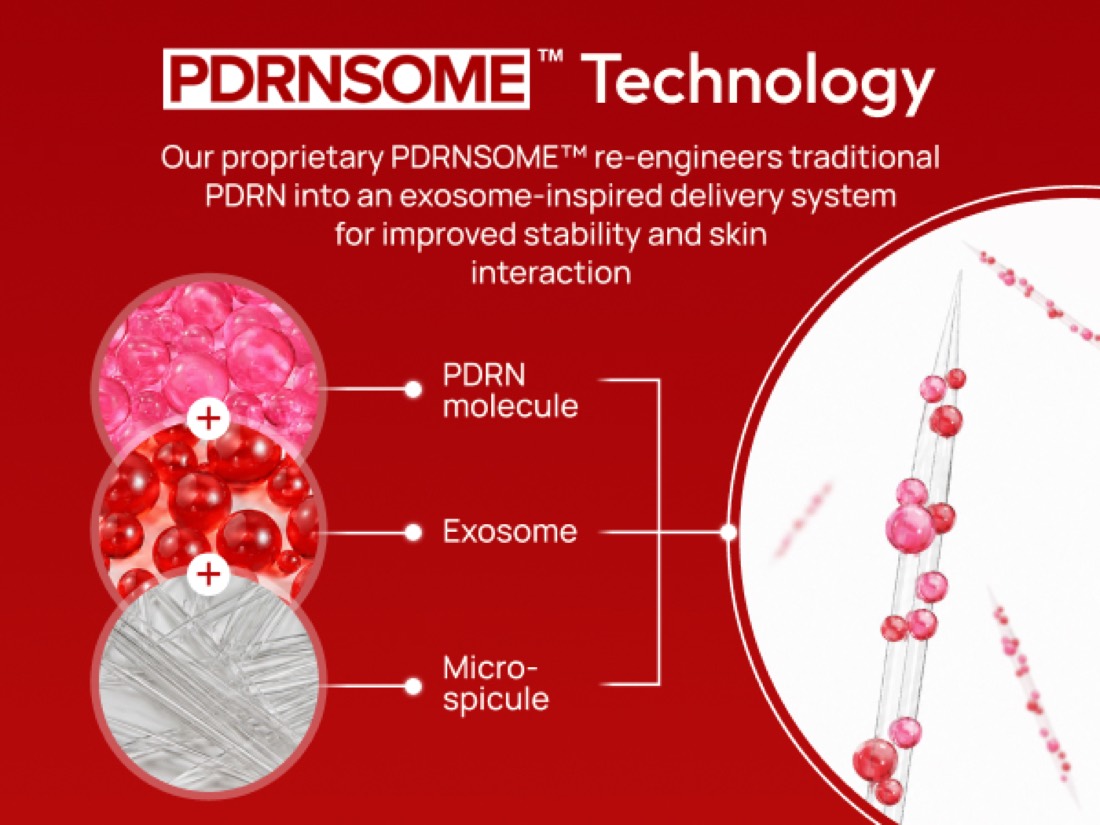 PDRNSOME™ Technology
Our proprietary PDRNSOME™ re-engineers traditional
PDRN into an exosome-inspired delivery system
for improved stability and skin
interaction
PDRN
molecule
+
Exosome
+
Micro-
spicule